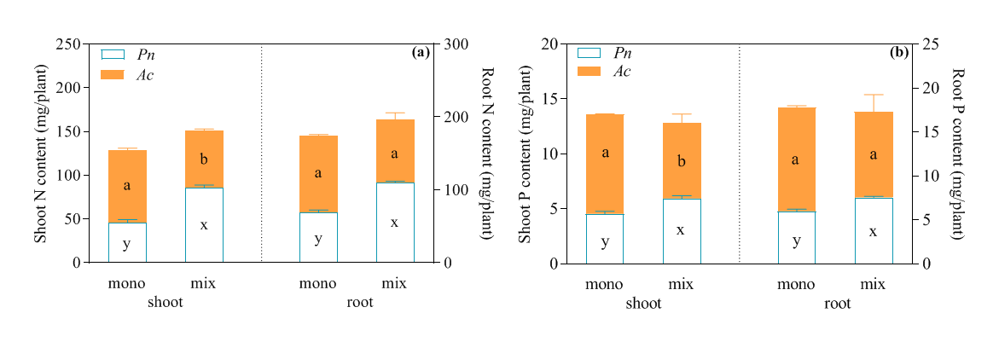 Shoot N content (mg/plant)
250
200
150
100
50
0
Pn
Ac
(a)
a
y
b
x
a
y
a
x
300
200
100
0
Root N content (mg/plant)
mono mix mono mix
shoot root
Shoot P content (mg/plant)
20
15
10
5
0
Pn
Ac
(b)
a
y
b
x
a
y
a
x
25
20
15
10
5
0
Root P content (mg/plant)
mono mix mono mix
shoot root